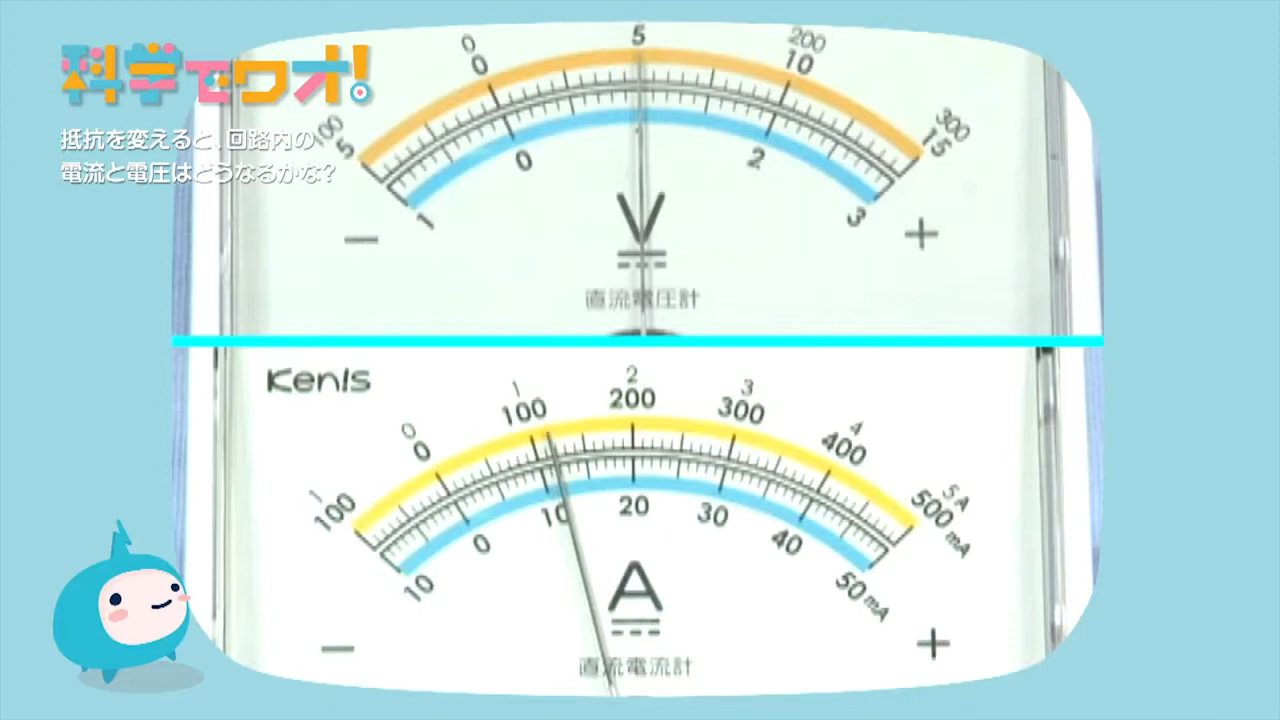 科学でワオ!
抵抗を変えると、回路内の
電流と電圧はどうなるかな?
0 200
100 0 5 10 300
5 15
0 2
1 3
− V +
直流電圧計
Kenis
0 1 2 3 4
1 0 100 200 300 400 5A
100 500 mA
0 10 20 30 40
10 50 mA
− A +
直流電流計